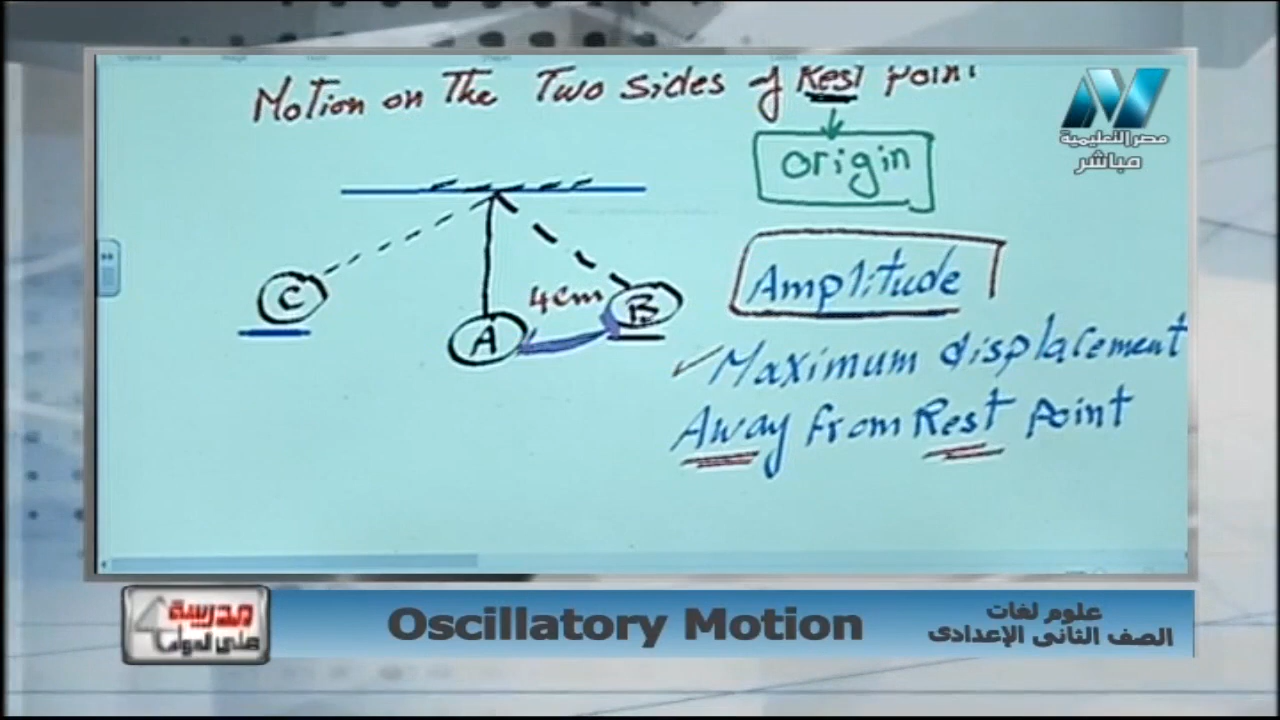 Motion on The Two sides of Rest point
origin
مصر التعليمية
مباشر
Amplitude
4cm
C
A
B
Maximum displacement
Away from Rest point
مدرسة
على الهواء
Oscillatory Motion
علوم لغات
الصف الثانى الإعدادى